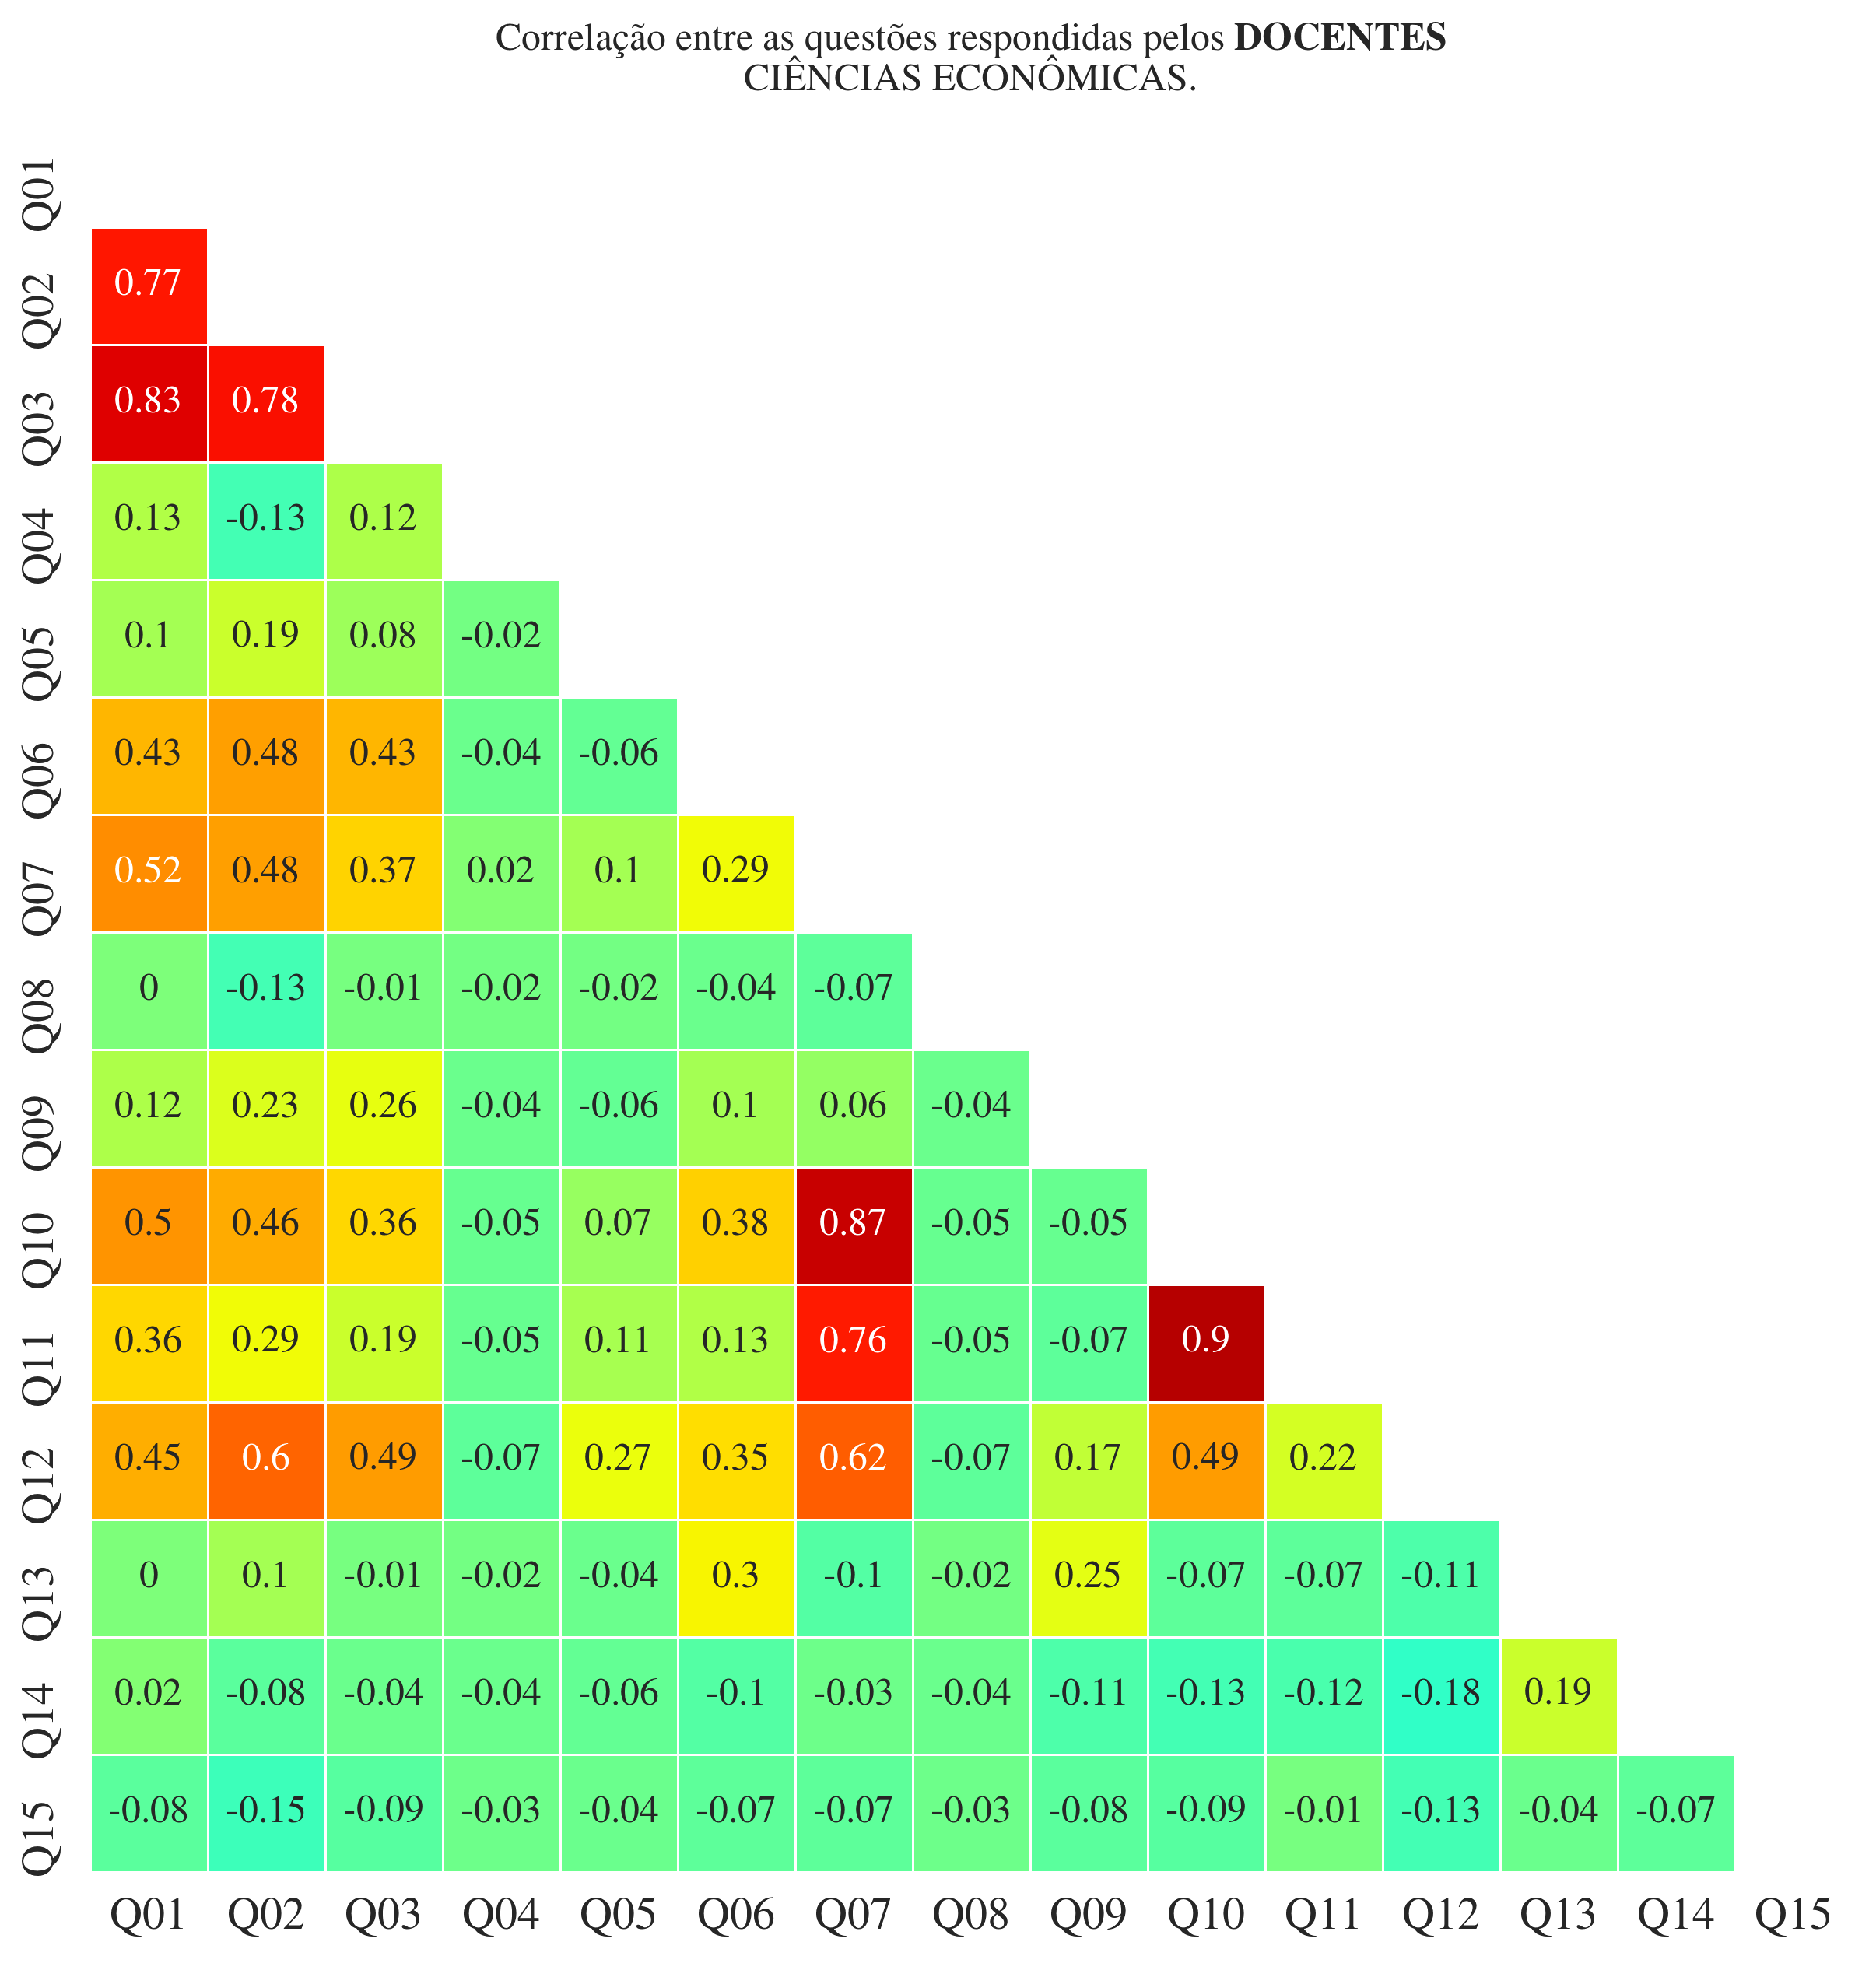 Correlação entre as questões respondidas pelos DOCENTES
CIÊNCIAS ECONÔMICAS.
Q01
Q02 0.77
Q03 0.83 0.78
Q04 0.13 -0.13 0.12
Q05 0.1 0.19 0.08 -0.02
Q06 0.43 0.48 0.43 -0.04 -0.06
Q07 0.52 0.48 0.37 0.02 0.1 0.29
Q08 0 -0.13 -0.01 -0.02 -0.02 -0.04 -0.07
Q09 0.12 0.23 0.26 -0.04 -0.06 0.1 0.06 -0.04
Q10 0.5 0.46 0.36 -0.05 0.07 0.38 0.87 -0.05 -0.05
Q11 0.36 0.29 0.19 -0.05 0.11 0.13 0.76 -0.05 -0.07 0.9
Q12 0.45 0.6 0.49 -0.07 0.27 0.35 0.62 -0.07 0.17 0.49 0.22
Q13 0 0.1 -0.01 -0.02 -0.04 0.3 -0.1 -0.02 0.25 -0.07 -0.07 -0.11
Q14 0.02 -0.08 -0.04 -0.04 -0.06 -0.1 -0.03 -0.04 -0.11 -0.13 -0.12 -0.18 0.19
Q15 -0.08 -0.15 -0.09 -0.03 -0.04 -0.07 -0.07 -0.03 -0.08 -0.09 -0.01 -0.13 -0.04 -0.07
Q01 Q02 Q03 Q04 Q05 Q06 Q07 Q08 Q09 Q10 Q11 Q12 Q13 Q14 Q15